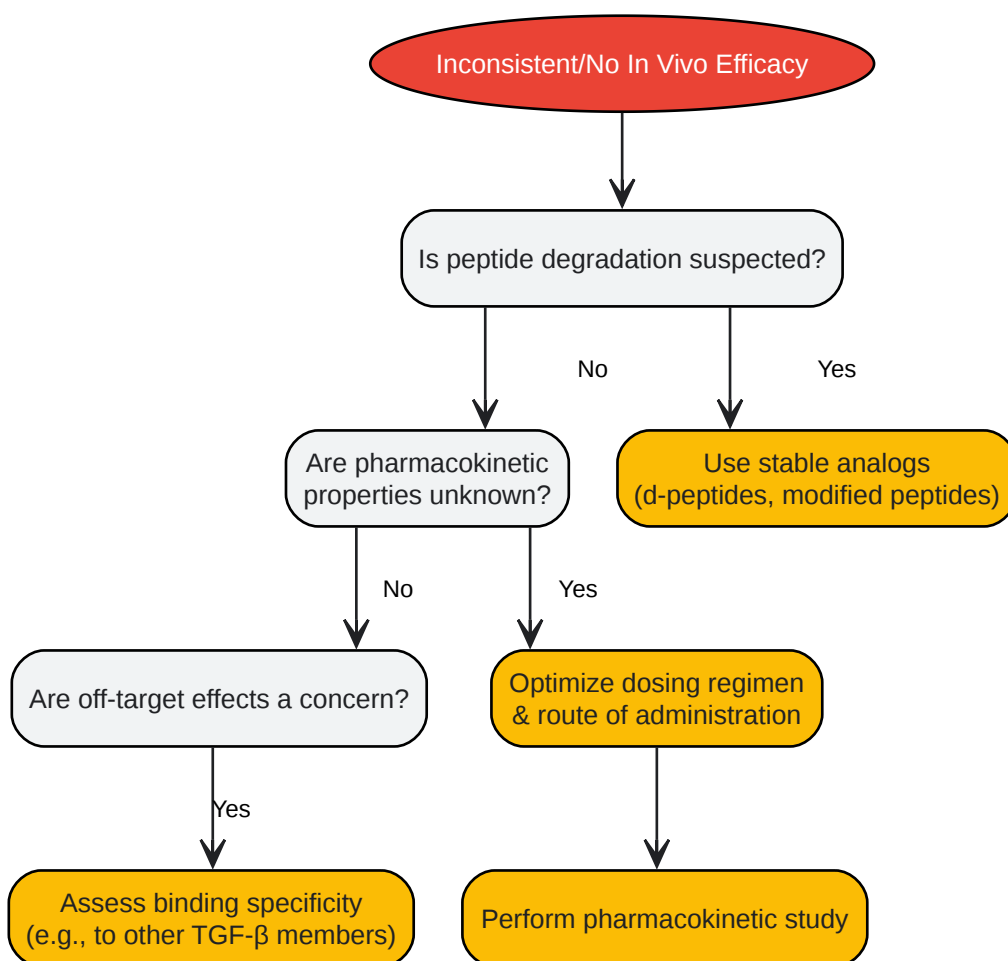 Inconsistent/No In Vivo Efficacy
Is peptide degradation suspected?
No
Yes
Are pharmacokinetic
properties unknown?
Use stable analogs
(d-peptides, modified peptides)
No
Yes
Are off-target effects a concern?
Optimize dosing regimen
& route of administration
Yes
Assess binding specificity
(e.g., to other TGF-β members)
Perform pharmacokinetic study